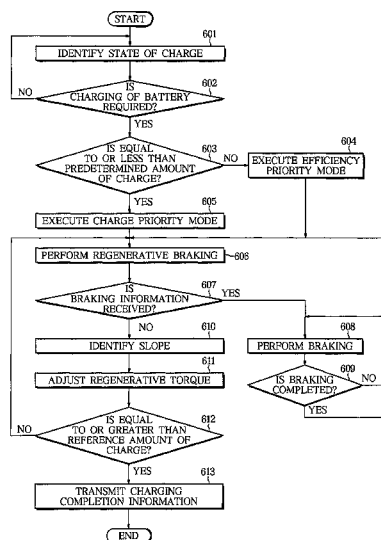 START
601
IDENTIFY STATE OF CHARGE
602
IS
CHARGING OF BATTERY
REQUIRED?
NO
YES
603
IS EQUAL
TO OR LESS THAN
PREDETERMINED AMOUNT
OF CHARGE?
NO
604
EXECUTE EFFICIENCY
PRIORITY MODE
YES
605
EXECUTE CHARGE PRIORITY MODE
PERFORM REGENERATIVE BRAKING
606
607
IS
BRAKING INFORMATION
RECEIVED?
YES
NO
608
PERFORM BRAKING
609
IS BRAKING
COMPLETED?
NO
YES
610
IDENTIFY SLOPE
611
ADJUST REGENERATIVE TORQUE
612
IS EQUAL
TO OR GREATER THAN
REFERENCE AMOUNT OF
CHARGE?
NO
YES
613
TRANSMIT CHARGING
COMPLETION INFORMATION
END